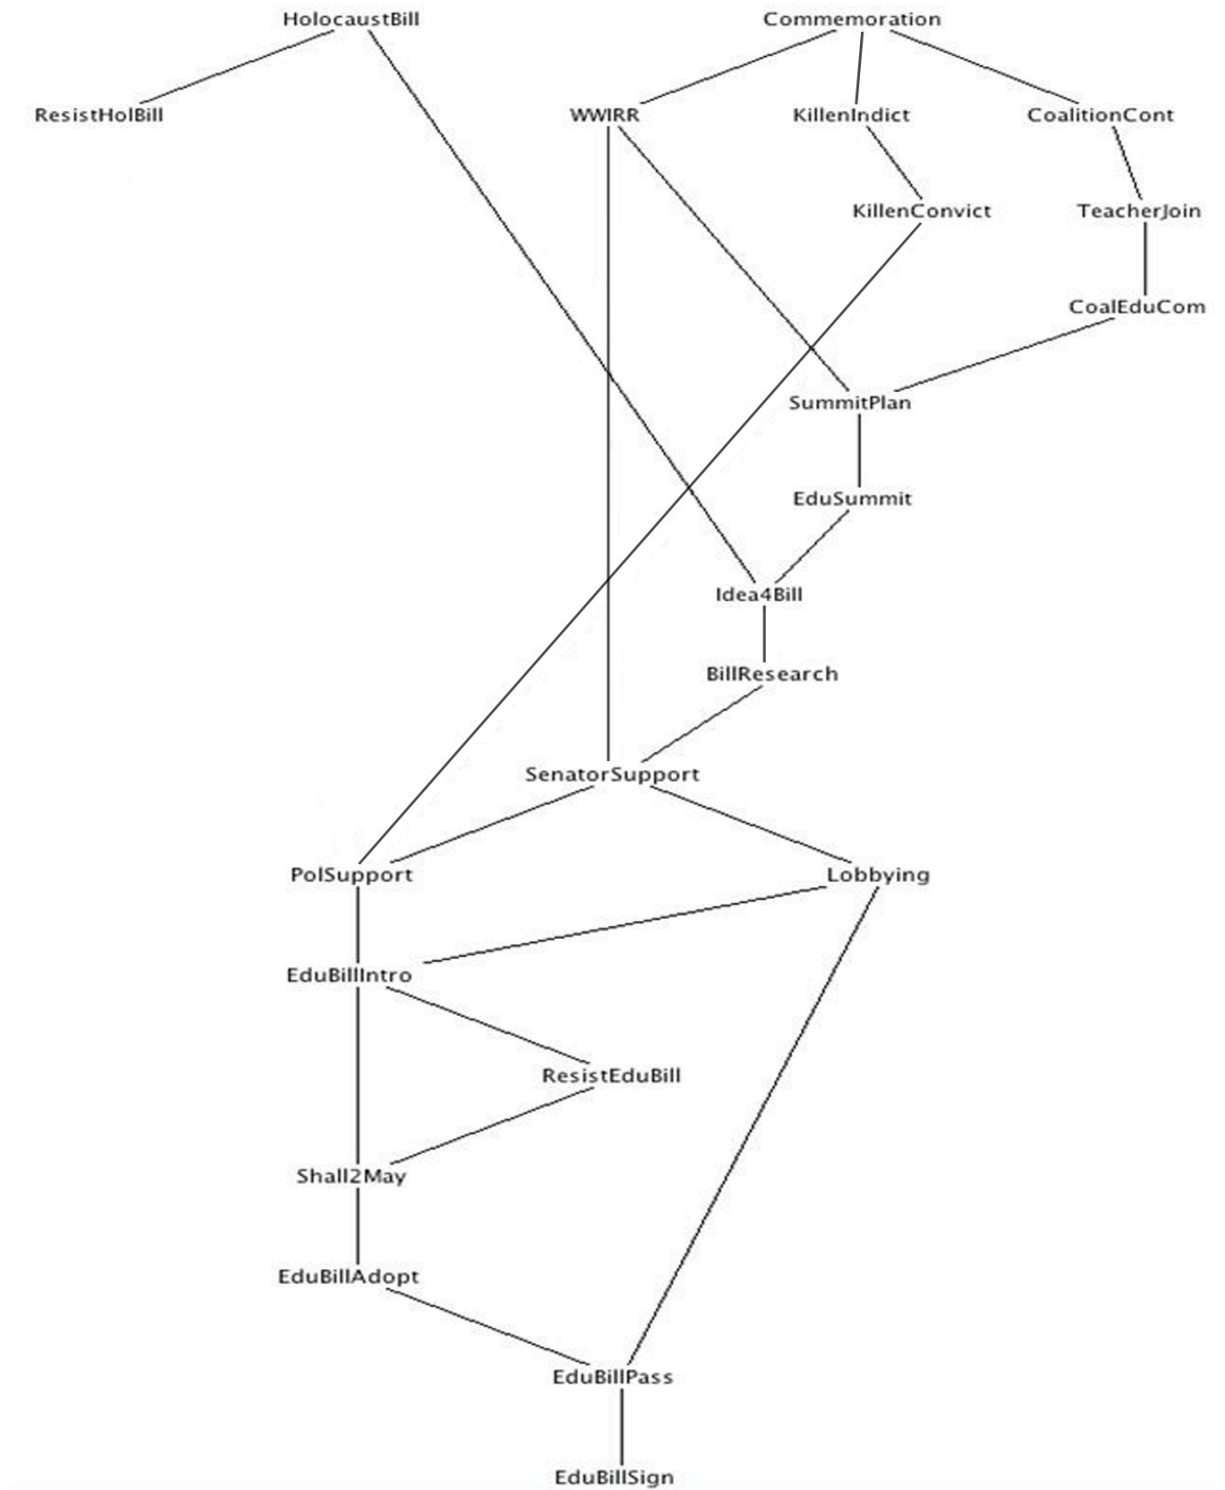 HolocaustBill
Commemoration
ResistHolBill
WWIRR
KillenIndict
CoalitionCont
KillenConvict
TeacherJoin
CoalEduCom
SummitPlan
EduSummit
Idea4Bill
BillResearch
SenatorSupport
PolSupport
Lobbying
EduBillIntro
ResistEduBill
Shall2May
EduBillAdopt
EduBillPass
EduBillSign